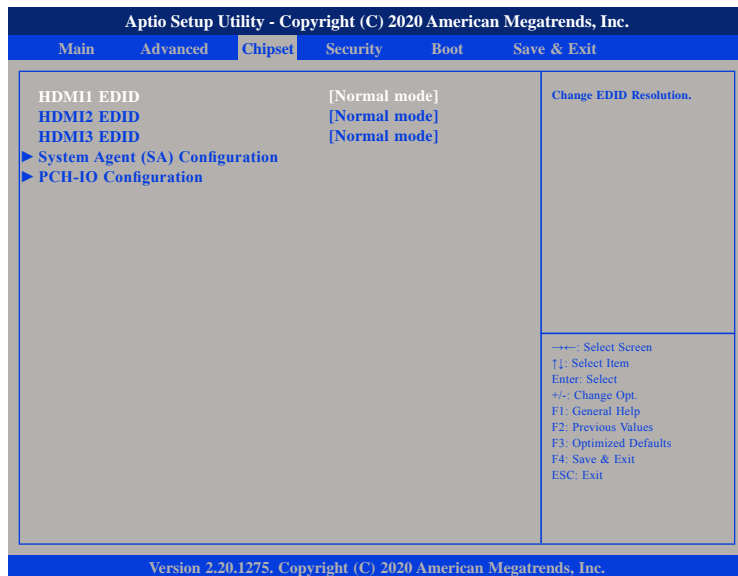 Aptio Setup Utility - Copyright (C) 2020 American Megatrends, Inc.
Main Advanced Chipset Security Boot Save & Exit
HDMI1 EDID [Normal mode]
HDMI2 EDID [Normal mode]
HDMI3 EDID [Normal mode]
► System Agent (SA) Configuration
► PCH-IO Configuration
Change EDID Resolution.
→←: Select Screen
↑↓: Select Item
Enter: Select
+/-: Change Opt.
F1: General Help
F2: Previous Values
F3: Optimized Defaults
F4: Save & Exit
ESC: Exit
Version 2.20.1275. Copyright (C) 2020 American Megatrends, Inc.